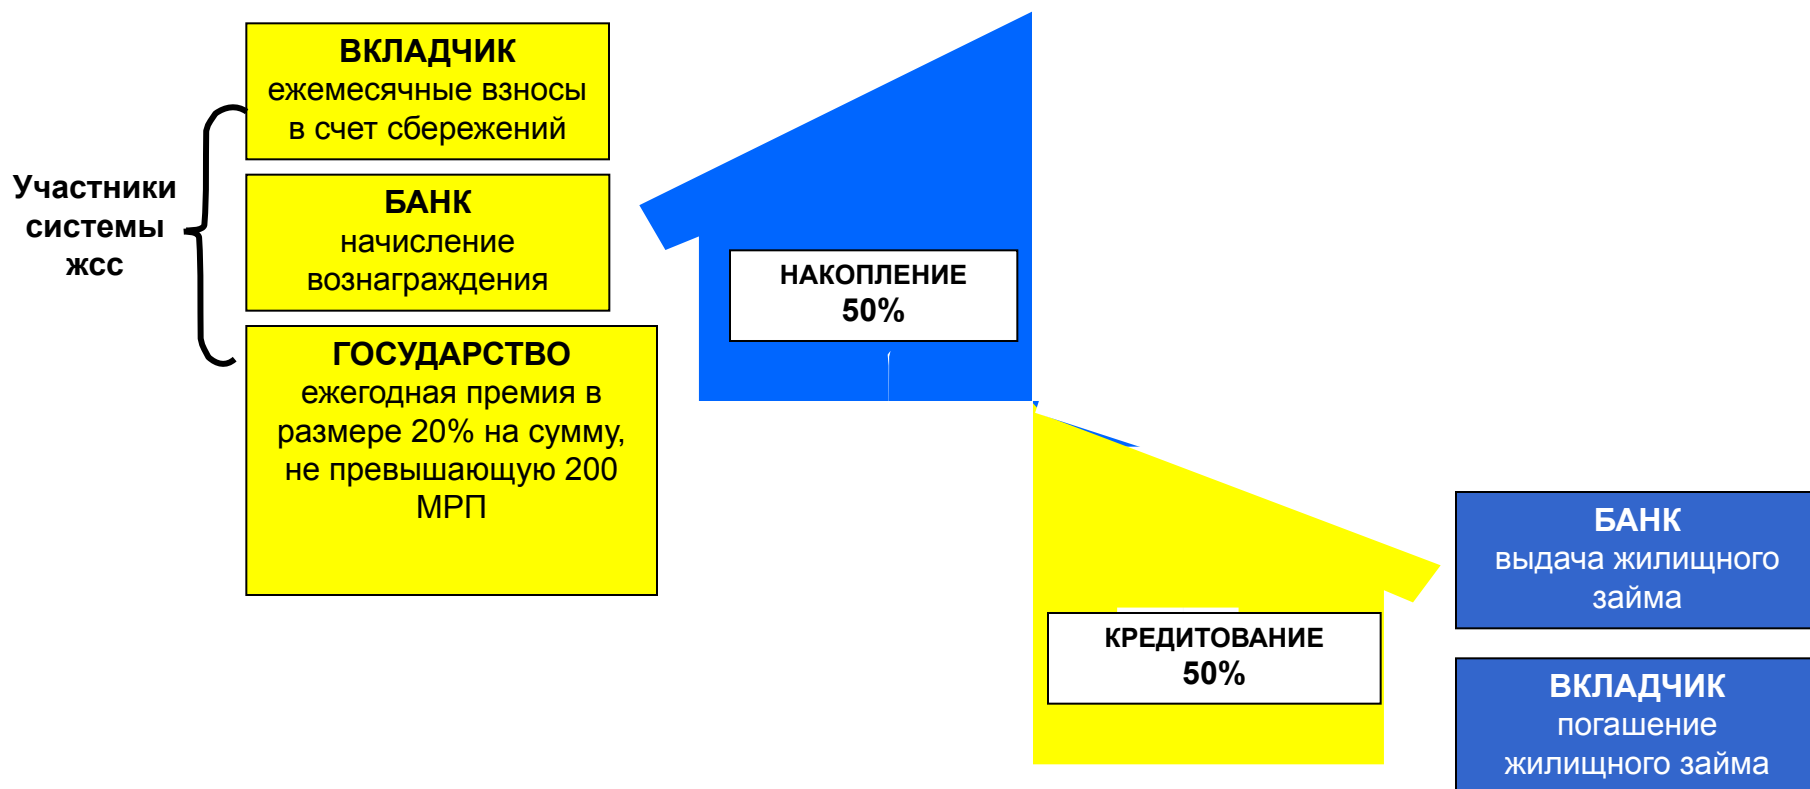 Участники
системы
жсс
ВКЛАДЧИК
ежемесячные взносы
в счет сбережений
БАНК
начисление
вознаграждения
ГОСУДАРСТВО
ежегодная премия в
размере 20% на сумму,
не превышающую 200
МРП
НАКОПЛЕНИЕ
50%
КРЕДИТОВАНИЕ
50%
БАНК
выдача жилищного
займа
ВКЛАДЧИК
погашение
жилищного займа